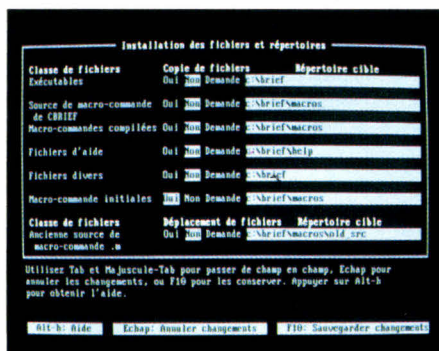 Installation des fichiers et répertoires
Classe de fichiers Copie de fichiers Répertoire cible
Exécutables Oui Non Demande c:\brief
Source de macro-commande Oui Non Demande c:\brief\macros
de CBRIEF
Macro-commandes compilées Oui Non Demande c:\brief\macros
Fichiers d'aide Oui Non Demande c:\brief\help
Fichiers divers Oui Non Demande c:\brief
Macro-commande initiales Oui Non Demande c:\brief\macros
Classe de fichiers Déplacement de fichiers Répertoire cible
Ancienne source de Oui Non Demande c:\brief\macros\old_src
macro-commande .m
Utilisez Tab et Majuscule-Tab pour passer de champ en champ, Echap pour
annuler les changements, ou F10 pour les conserver. Appuyer sur Alt-h
pour obtenir l'aide.
Alt-h: Aide Echap: Annuler changements F10: Sauvegarder changements